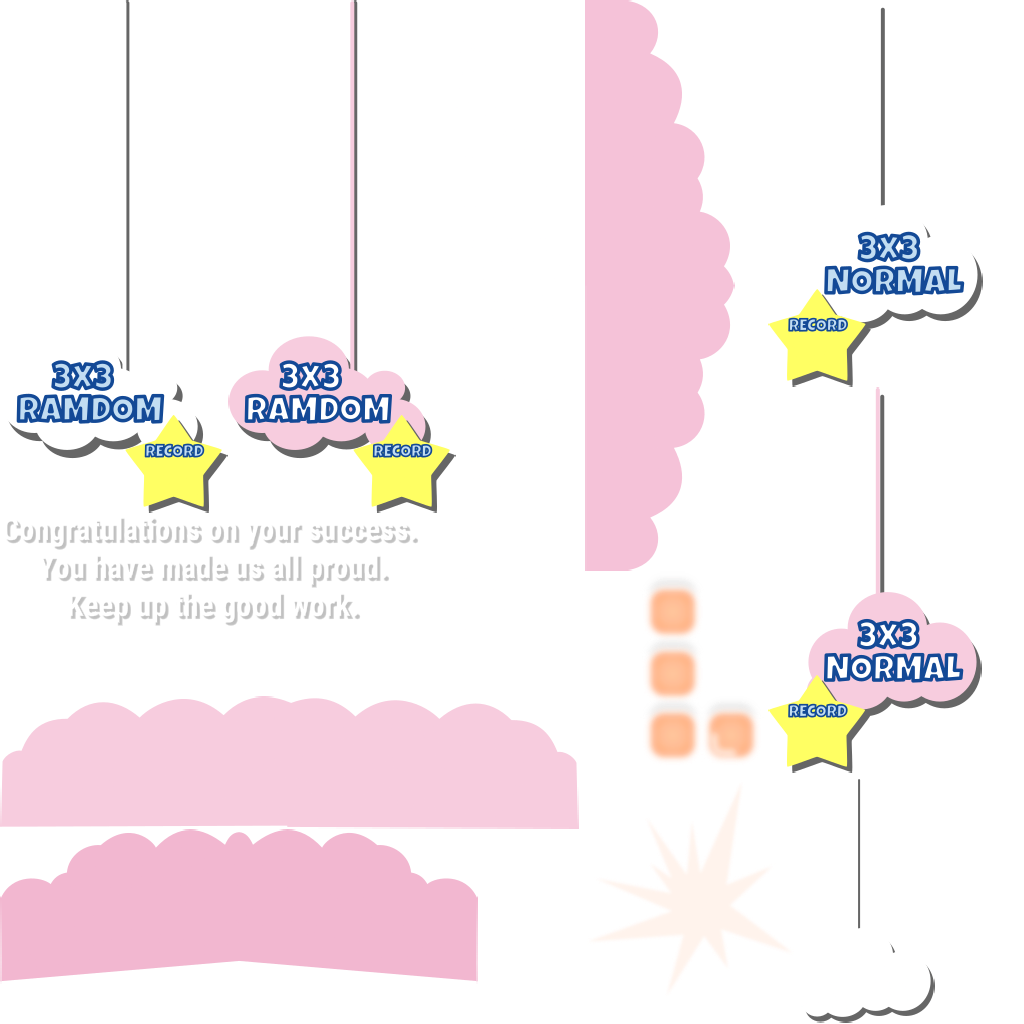 3X3
RAMDOM
RECORD
3X3
RAMDOM
RECORD
3X3
NORMAL
RECORD
Congratulations on your success.
You have made us all proud.
Keep up the good work.
3X3
NORMAL
RECORD